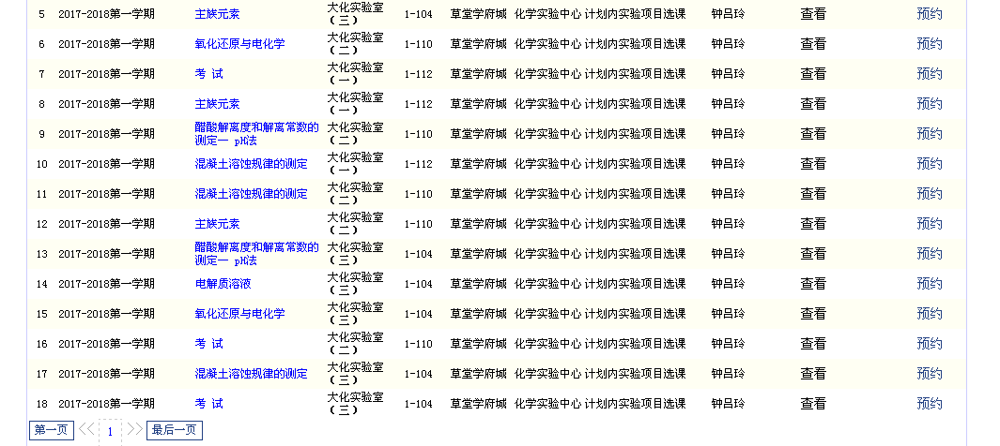 5 2017-2018第一学期 主族元素 大化实验室(三) 1-104 草堂学府城 化学实验中心 计划内实验项目选课 钟吕玲 查看 预约
6 2017-2018第一学期 氧化还原与电化学 大化实验室(二) 1-110 草堂学府城 化学实验中心 计划内实验项目选课 钟吕玲 查看 预约
7 2017-2018第一学期 考 试 大化实验室(一) 1-112 草堂学府城 化学实验中心 计划内实验项目选课 钟吕玲 查看 预约
8 2017-2018第一学期 主族元素 大化实验室(一) 1-112 草堂学府城 化学实验中心 计划内实验项目选课 钟吕玲 查看 预约
9 2017-2018第一学期 醋酸解离度和解离常数的测定— pH法 大化实验室(二) 1-110 草堂学府城 化学实验中心 计划内实验项目选课 钟吕玲 查看 预约
10 2017-2018第一学期 混凝土溶蚀规律的测定 大化实验室(一) 1-112 草堂学府城 化学实验中心 计划内实验项目选课 钟吕玲 查看 预约
11 2017-2018第一学期 混凝土溶蚀规律的测定 大化实验室(二) 1-110 草堂学府城 化学实验中心 计划内实验项目选课 钟吕玲 查看 预约
12 2017-2018第一学期 主族元素 大化实验室(二) 1-110 草堂学府城 化学实验中心 计划内实验项目选课 钟吕玲 查看 预约
13 2017-2018第一学期 醋酸解离度和解离常数的测定— pH法 大化实验室(三) 1-104 草堂学府城 化学实验中心 计划内实验项目选课 钟吕玲 查看 预约
14 2017-2018第一学期 电解质溶液 大化实验室(三) 1-104 草堂学府城 化学实验中心 计划内实验项目选课 钟吕玲 查看 预约
15 2017-2018第一学期 氧化还原与电化学 大化实验室(三) 1-104 草堂学府城 化学实验中心 计划内实验项目选课 钟吕玲 查看 预约
16 2017-2018第一学期 考 试 大化实验室(二) 1-110 草堂学府城 化学实验中心 计划内实验项目选课 钟吕玲 查看 预约
17 2017-2018第一学期 混凝土溶蚀规律的测定 大化实验室(三) 1-104 草堂学府城 化学实验中心 计划内实验项目选课 钟吕玲 查看 预约
18 2017-2018第一学期 考 试 大化实验室(三) 1-104 草堂学府城 化学实验中心 计划内实验项目选课 钟吕玲 查看 预约
第一页 << 1 >> 最后一页